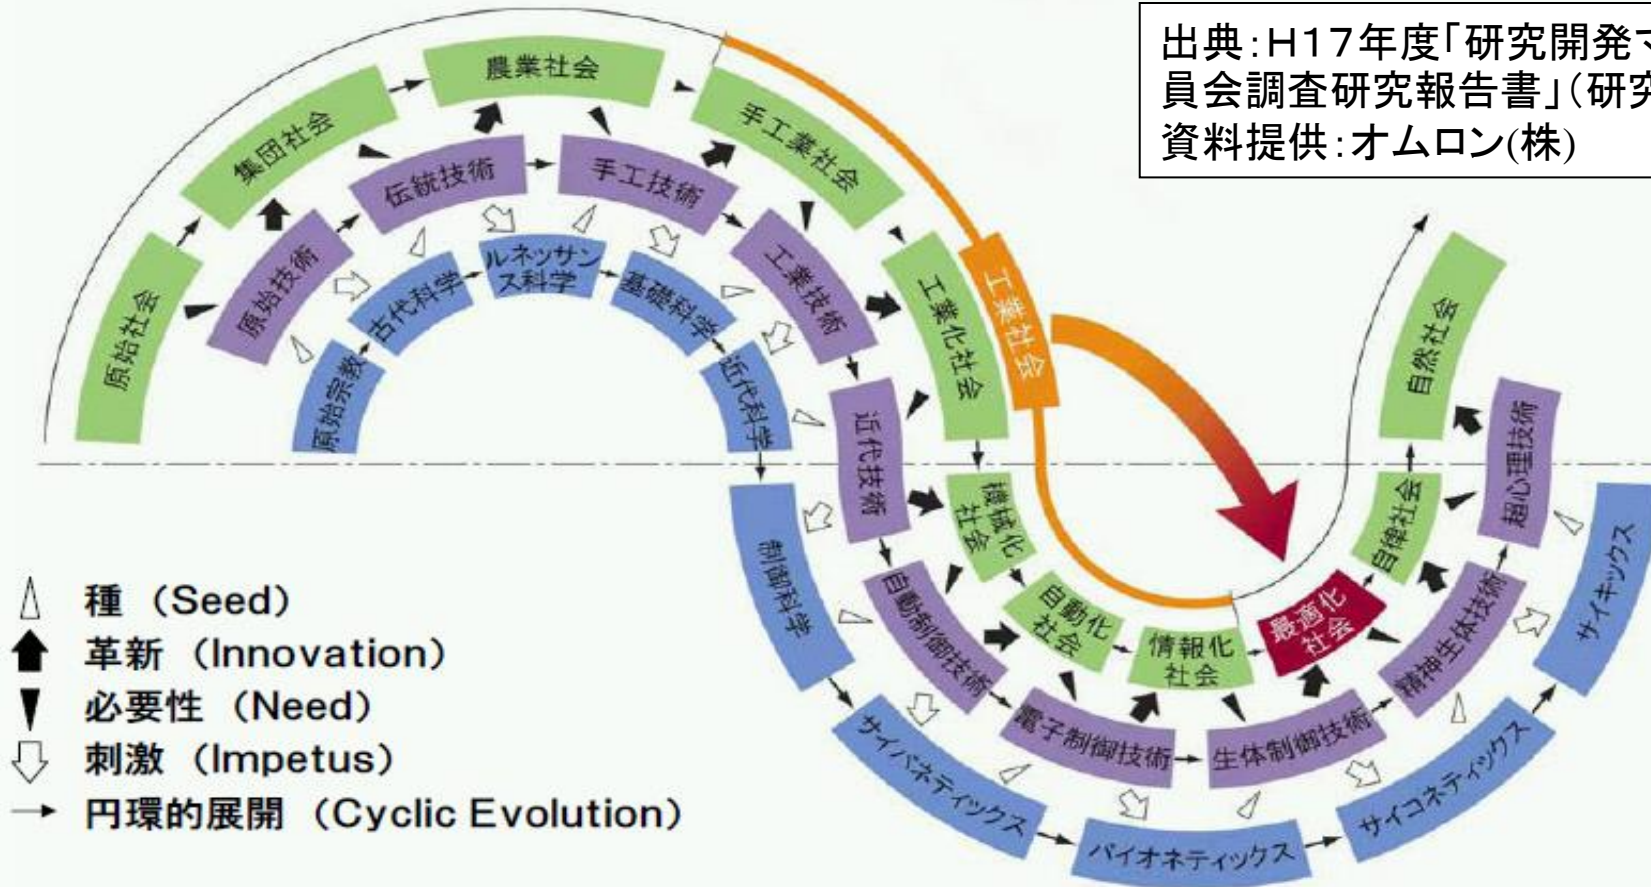 出典：H17年度「研究開発マ
員会調査研究報告書」（研究
資料提供：オムロン(株)
原始社会
集団社会
農業社会
手工業社会
工業化社会
工業社会
機械化
社会
自動化
社会
情報化
社会
最適化
社会
自律社会
自然社会
原始技術
伝統技術
手工技術
工業技術
近代技術
自動制御技術
電子制御技術
生体制御技術
精神生体技術
超心理技術
原始宗教
古代科学
ルネッサン
ス科学
基礎科学
近代科学
制御科学
サイバネティックス
バイオネティックス
サイコネティックス
サイキックス
種 （Seed）
革新 （Innovation）
必要性 （Need）
刺激 （Impetus）
円環的展開 （Cyclic Evolution）